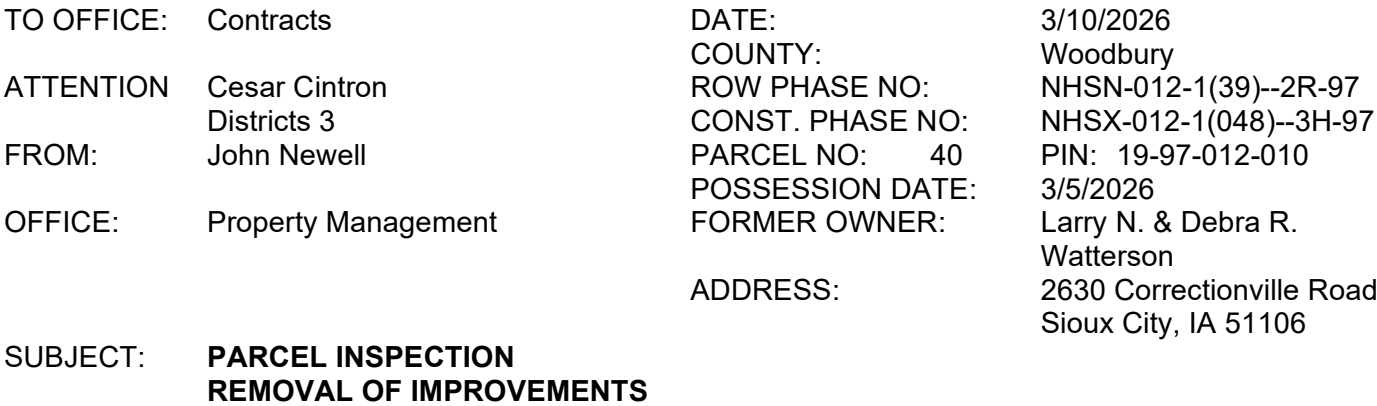 TO OFFICE: Contracts DATE: 3/10/2026
COUNTY: Woodbury
ATTENTION Cesar Cintron ROW PHASE NO: NHSN-012-1(39)--2R-97
Districts 3 CONST. PHASE NO: NHSX-012-1(048)--3H-97
FROM: John Newell PARCEL NO: 40 PIN: 19-97-012-010
POSSESSION DATE: 3/5/2026
OFFICE: Property Management FORMER OWNER: Larry N. & Debra R.
Watterson
ADDRESS: 2630 Correctionville Road
Sioux City, IA 51106
SUBJECT: PARCEL INSPECTION
REMOVAL OF IMPROVEMENTS